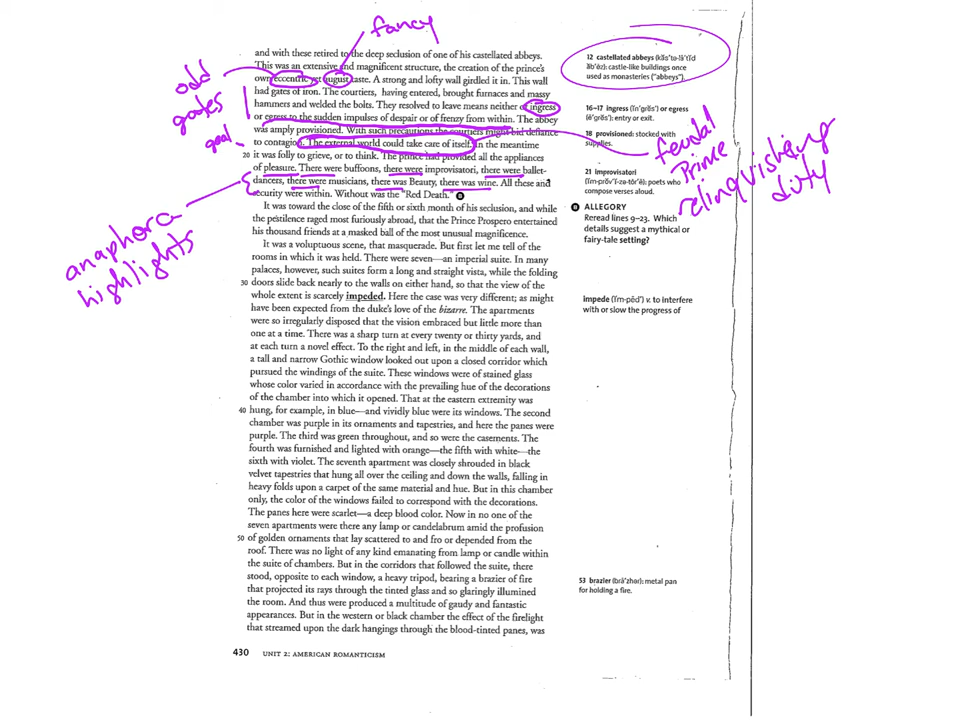 fancy
odd
goates
goal
anaphora
highlights
and with these retired to the deep seclusion of one of his castellated abbeys.
This was an extensive and magnificent structure, the creation of the prince's
own eccentric yet august taste. A strong and lofty wall girdled it in. This wall
had gates of iron. The courtiers, having entered, brought furnaces and massy
hammers and welded the bolts. They resolved to leave means neither of ingress
or egress to the sudden impulses of despair or of frenzy from within. The abbey
was amply provisioned. With such precautions the courtiers might bid defiance
to contagion. The external world could take care of itself. In the meantime
20 it was folly to grieve, or to think. The prince had provided all the appliances
of pleasure. There were buffoons, there were improvisatori, there were ballet-
dancers, there were musicians, there was Beauty, there was wine. All these and
security were within. Without was the "Red Death." B
It was toward the close of the fifth or sixth month of his seclusion, and while
the pestilence raged most furiously abroad, that the Prince Prospero entertained
his thousand friends at a masked ball of the most unusual magnificence.
It was a voluptuous scene, that masquerade. But first let me tell of the
rooms in which it was held. There were seven—an imperial suite. In many
palaces, however, such suites form a long and straight vista, while the folding
30 doors slide back nearly to the walls on either hand, so that the view of the
whole extent is scarcely impeded. Here the case was very different; as might
have been expected from the duke's love of the bizarre. The apartments
were so irregularly disposed that the vision embraced but little more than
one at a time. There was a sharp turn at every twenty or thirty yards, and
at each turn a novel effect. To the right and left, in the middle of each wall,
a tall and narrow Gothic window looked out upon a closed corridor which
pursued the windings of the suite. These windows were of stained glass
whose color varied in accordance with the prevailing hue of the decorations
of the chamber into which it opened. That at the eastern extremity was
40 hung, for example, in blue—and vividly blue were its windows. The second
chamber was purple in its ornaments and tapestries, and here the panes were
purple. The third was green throughout, and so were the casements. The
fourth was furnished and lighted with orange—the fifth with white—the
sixth with violet. The seventh apartment was closely shrouded in black
velvet tapestries that hung all over the ceiling and down the walls, falling in
heavy folds upon a carpet of the same material and hue. But in this chamber
only, the color of the windows failed to correspond with the decorations.
The panes here were scarlet—a deep blood color. Now in no one of the
seven apartments were there any lamp or candelabrum amid the profusion
50 of golden ornaments that lay scattered to and fro or depended from the
roof. There was no light of any kind emanating from lamp or candle within
the suite of chambers. But in the corridors that followed the suite, there
stood, opposite to each window, a heavy tripod, bearing a brazier of fire
that projected its rays through the tinted glass and so glaringly illumined
the room. And thus were produced a multitude of gaudy and fantastic
appearances. But in the western or black chamber the effect of the firelight
that streamed upon the dark hangings through the blood-tinted panes, was
12 castellated abbeys
castle-like buildings once
used as monasteries ("abbeys").
16–17 ingress (ĭn'grĕs') or egress
(ē'grĕs'): entry or exit.
18 provisioned: stocked with
supplies.
21 improvisatori
poets who
compose verses aloud.
B ALLEGORY
Reread lines 9–23. Which
details suggest a mythical or
fairy-tale setting?
impede (ĭm-pēd') v. to interfere
with or slow the progress of
53 brazier (brā'zhər): metal pan
for holding a fire.
feudal
Prince
relinquishing
duty
430 UNIT 2: AMERICAN ROMANTICISM